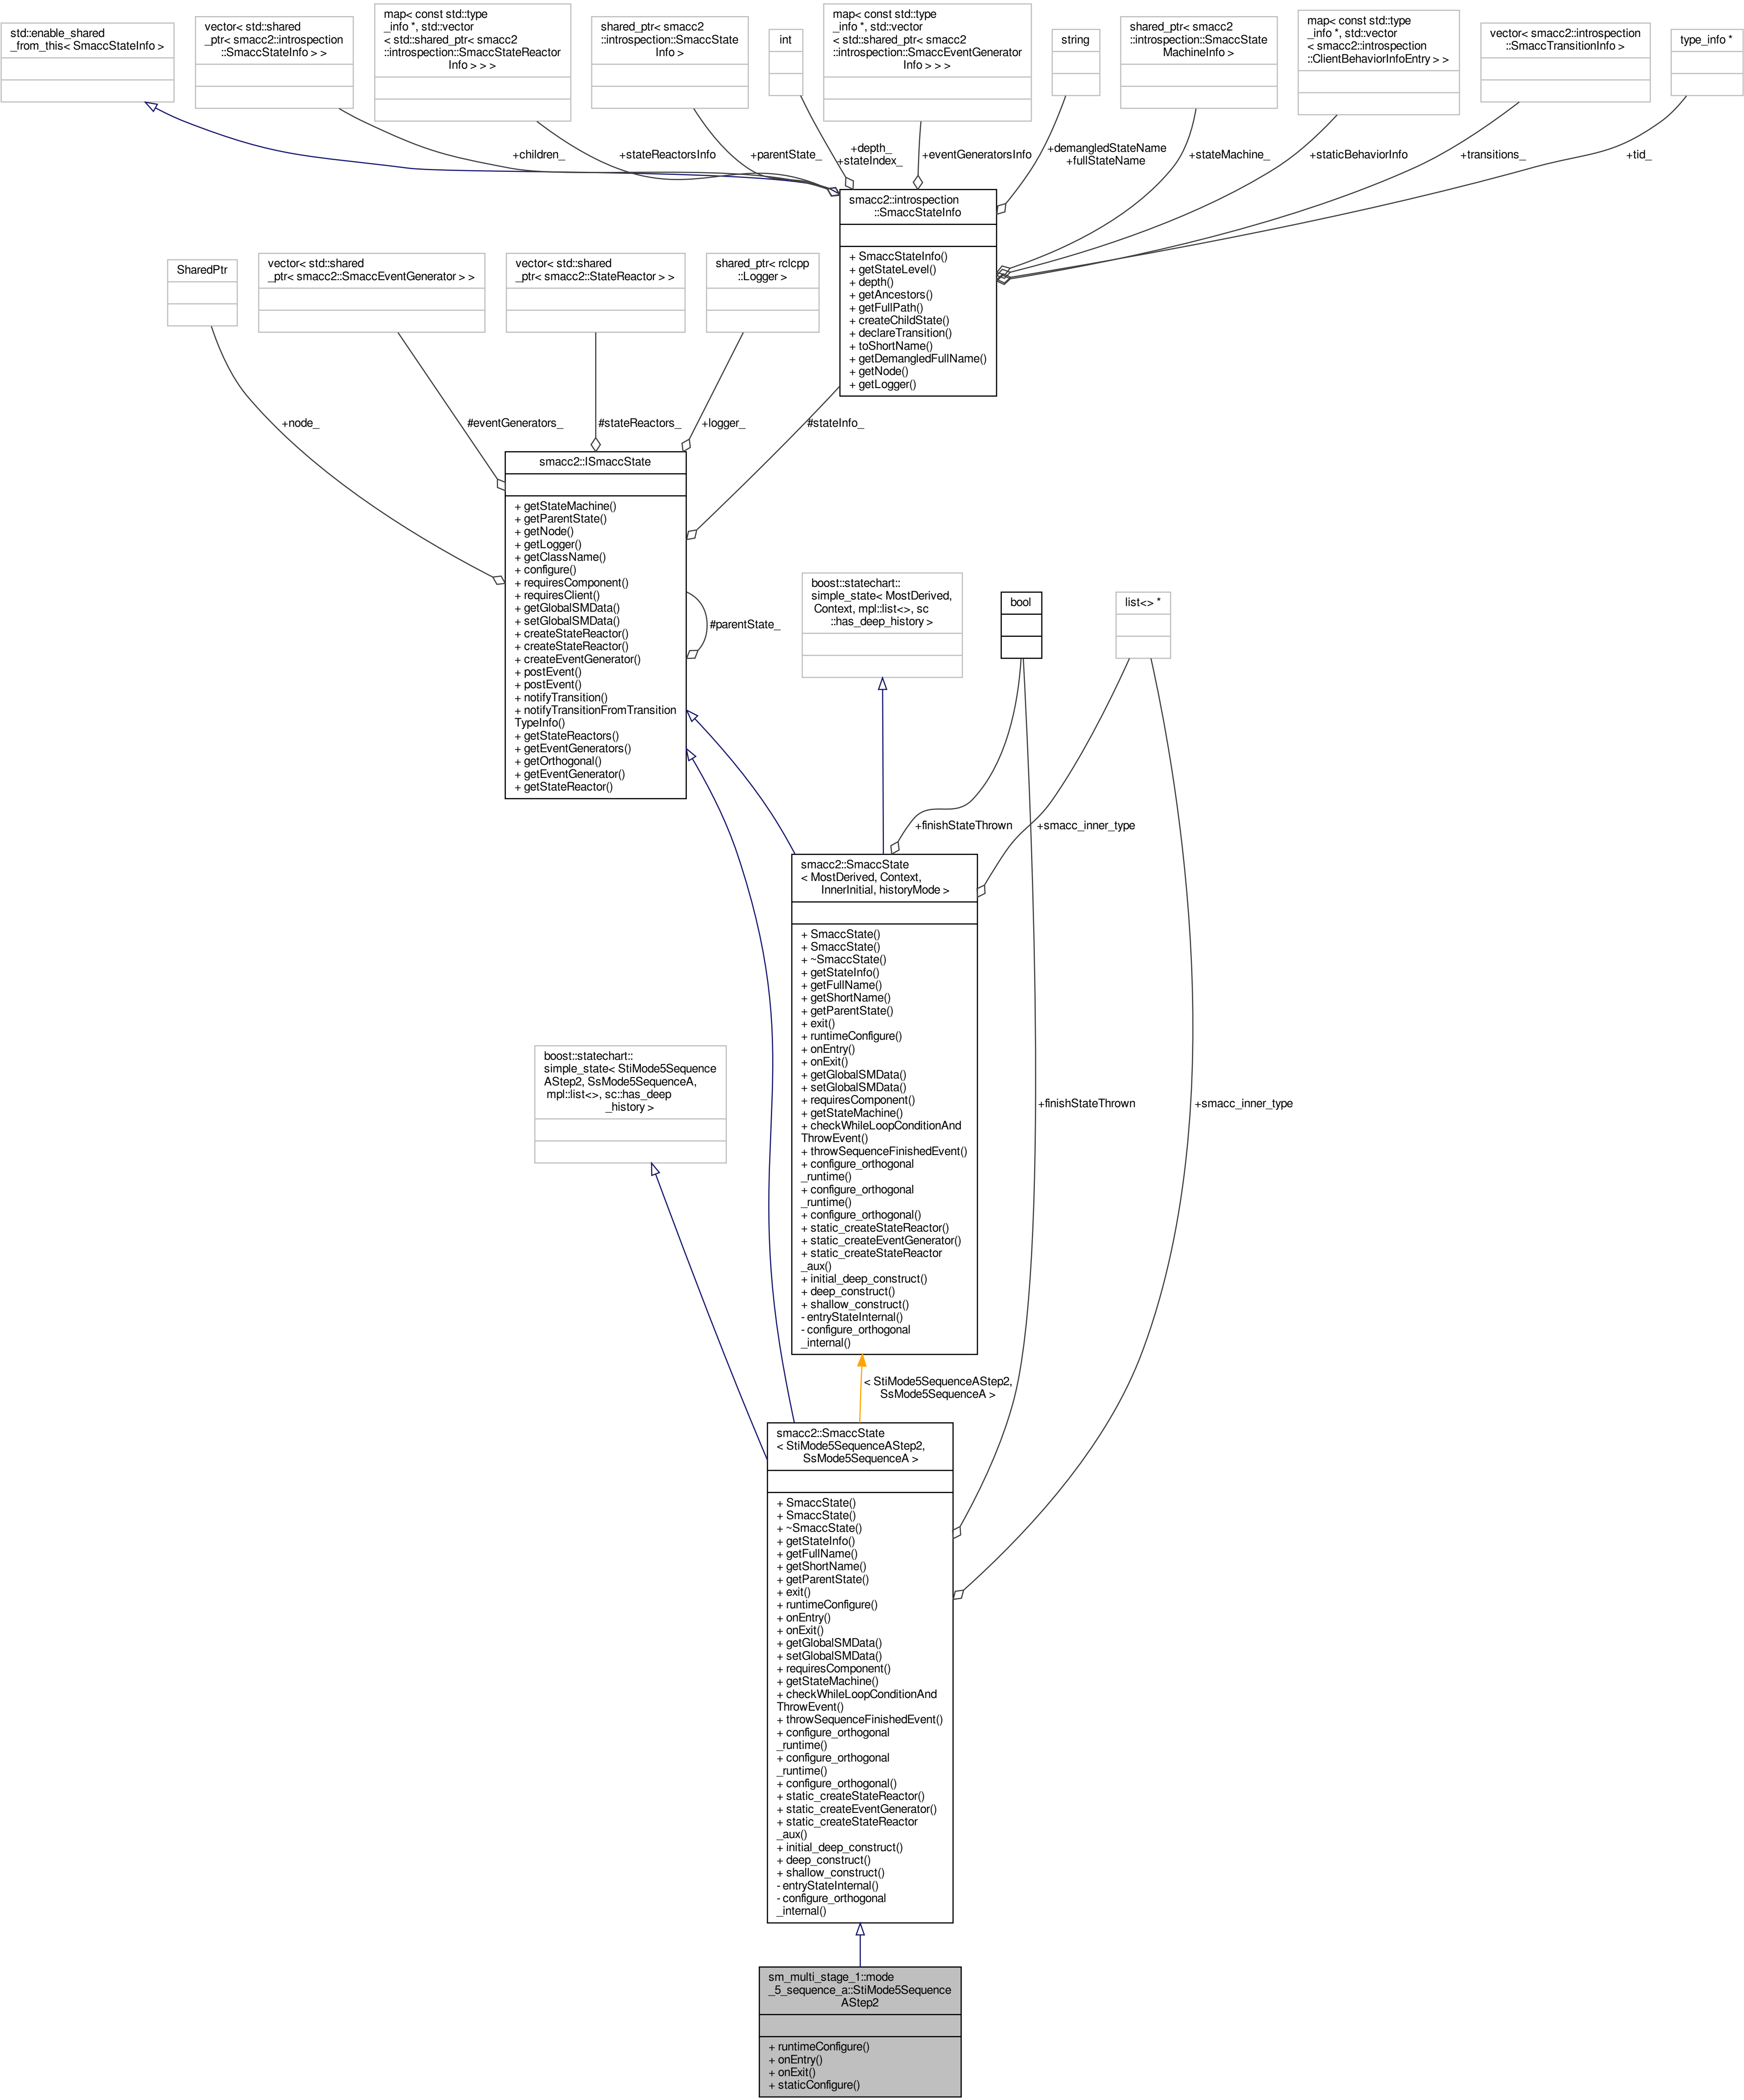 std::enable_shared
_from_this< SmaccStateInfo >
vector< std::shared
_ptr< smacc2::introspection
::SmaccStateInfo > >
map< const std::type
_info *, std::vector
< std::shared_ptr< smacc2
::introspection::SmaccStateReactor
Info > > >
shared_ptr< smacc2
::introspection::SmaccState
Info >
int
map< const std::type
_info *, std::vector
< std::shared_ptr< smacc2
::introspection::SmaccEventGenerator
Info > > >
string
shared_ptr< smacc2
::introspection::SmaccState
MachineInfo >
map< const std::type
_info *, std::vector
< smacc2::introspection
::ClientBehaviorInfoEntry > >
vector< smacc2::introspection
::SmaccTransitionInfo >
type_info *
+children_
+stateReactorsInfo
+parentState_
+depth_
+stateIndex_
+eventGeneratorsInfo
+demangledStateName
+fullStateName
+stateMachine_
+staticBehaviorInfo
+transitions_
+tid_
smacc2::introspection
::SmaccStateInfo
+ SmaccStateInfo()
+ getStateLevel()
+ depth()
+ getAncestors()
+ getFullPath()
+ createChildState()
+ declareTransition()
+ toShortName()
+ getDemangledFullName()
+ getNode()
+ getLogger()
SharedPtr
vector< std::shared
_ptr< smacc2::SmaccEventGenerator > >
vector< std::shared
_ptr< smacc2::StateReactor > >
shared_ptr< rclcpp
::Logger >
+node_
#eventGenerators_
#stateReactors_
+logger_
#stateInfo_
smacc2::ISmaccState
+ getStateMachine()
+ getParentState()
+ getNode()
+ getLogger()
+ getClassName()
+ configure()
+ requiresComponent()
+ requiresClient()
+ getGlobalSMData()
+ setGlobalSMData()
+ createStateReactor()
+ createStateReactor()
+ createEventGenerator()
+ postEvent()
+ postEvent()
+ notifyTransition()
+ notifyTransitionFromTransition
TypeInfo()
+ getStateReactors()
+ getEventGenerators()
+ getOrthogonal()
+ getEventGenerator()
+ getStateReactor()
#parentState_
boost::statechart::
simple_state< MostDerived,
Context, mpl::list<>, sc
::has_deep_history >
bool
list<> *
+finishStateThrown
+smacc_inner_type
smacc2::SmaccState
< MostDerived, Context,
InnerInitial, historyMode >
+ SmaccState()
+ SmaccState()
+ ~SmaccState()
+ getStateInfo()
+ getFullName()
+ getShortName()
+ getParentState()
+ exit()
+ runtimeConfigure()
+ onEntry()
+ onExit()
+ getGlobalSMData()
+ setGlobalSMData()
+ requiresComponent()
+ getStateMachine()
+ checkWhileLoopConditionAnd
ThrowEvent()
+ throwSequenceFinishedEvent()
+ configure_orthogonal
_runtime()
+ configure_orthogonal
_runtime()
+ configure_orthogonal()
+ static_createStateReactor()
+ static_createEventGenerator()
+ static_createStateReactor
_aux()
+ initial_deep_construct()
+ deep_construct()
+ shallow_construct()
- entryStateInternal()
- configure_orthogonal
_internal()
boost::statechart::
simple_state< StiMode5Sequence
AStep2, SsMode5SequenceA,
mpl::list<>, sc::has_deep
_history >
+finishStateThrown
+smacc_inner_type
< StiMode5SequenceAStep2,
SsMode5SequenceA >
smacc2::SmaccState
< StiMode5SequenceAStep2,
SsMode5SequenceA >
+ SmaccState()
+ SmaccState()
+ ~SmaccState()
+ getStateInfo()
+ getFullName()
+ getShortName()
+ getParentState()
+ exit()
+ runtimeConfigure()
+ onEntry()
+ onExit()
+ getGlobalSMData()
+ setGlobalSMData()
+ requiresComponent()
+ getStateMachine()
+ checkWhileLoopConditionAnd
ThrowEvent()
+ throwSequenceFinishedEvent()
+ configure_orthogonal
_runtime()
+ configure_orthogonal
_runtime()
+ configure_orthogonal()
+ static_createStateReactor()
+ static_createEventGenerator()
+ static_createStateReactor
_aux()
+ initial_deep_construct()
+ deep_construct()
+ shallow_construct()
- entryStateInternal()
- configure_orthogonal
_internal()
sm_multi_stage_1::mode
_5_sequence_a::StiMode5Sequence
AStep2
+ runtimeConfigure()
+ onEntry()
+ onExit()
+ staticConfigure()